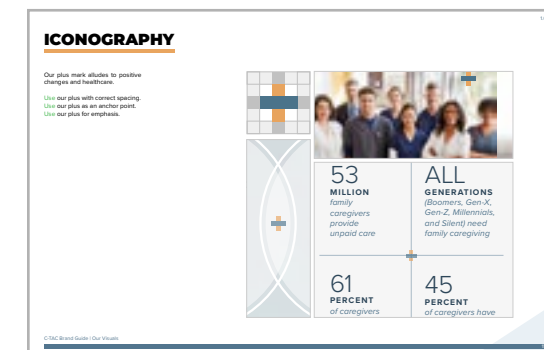 ICONOGRAPHY
Our plus mark alludes to positive
changes and healthcare.
Use our plus with correct spacing.
Use our plus as an anchor point.
Use our plus for emphasis.
53
MILLION
family
caregivers
provide
unpaid care
ALL
GENERATIONS
(Boomers, Gen-X,
Gen-Z, Millennials,
and Silent) need
family caregiving
61
PERCENT
of caregivers
45
PERCENT
of caregivers have
C-TAC Brand Guide | Our Visuals